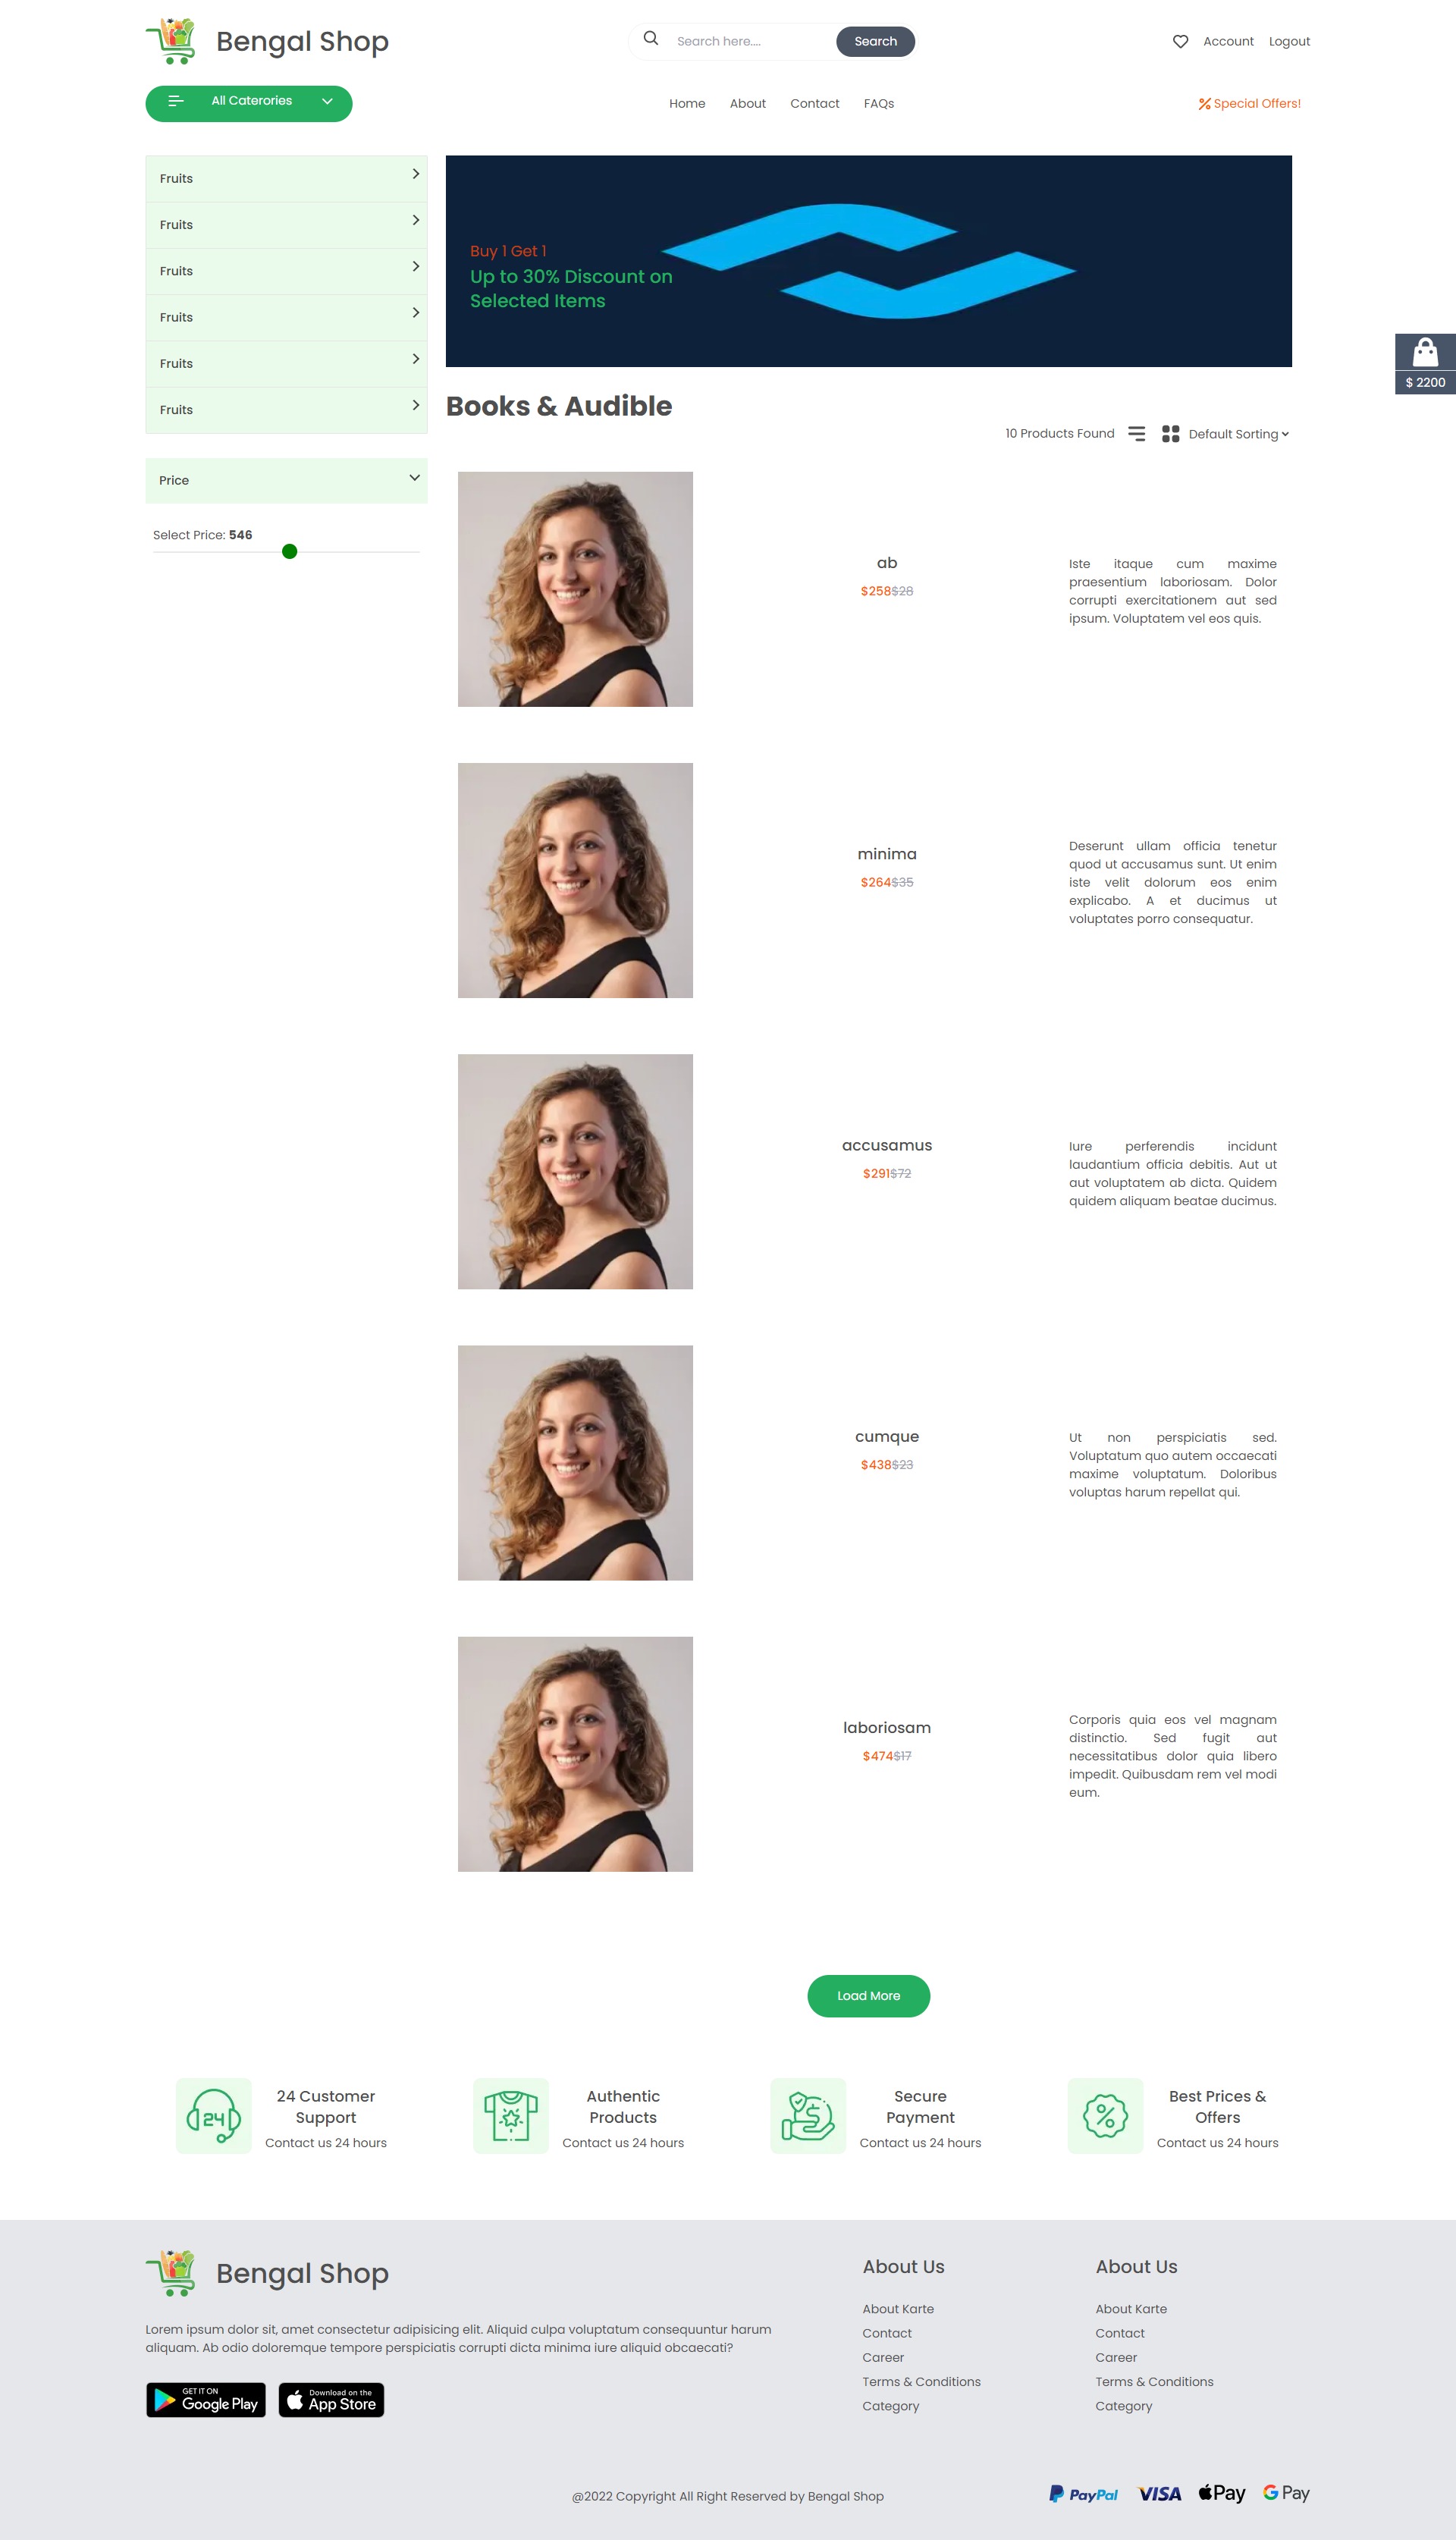 Bengal Shop
Search here....
Search
Account
Logout
All Caterories
Home
About
Contact
FAQs
Special Offers!
Fruits
Fruits
Fruits
Fruits
Fruits
Fruits
Price
Select Price: 546
Buy 1 Get 1
Up to 30% Discount on
Selected Items
$ 2200
Books & Audible
10 Products Found
Default Sorting
ab
$258$28
Iste itaque cum maxime
praesentium laboriosam. Dolor
corrupti exercitationem aut sed
ipsum. Voluptatem vel eos quis.
minima
$264$35
Deserunt ullam officia tenetur
quod ut accusamus sunt. Ut enim
iste velit dolorum eos enim
explicabo. A et ducimus ut
voluptates porro consequatur.
accusamus
$291$72
Iure perferendis incidunt
laudantium officia debitis. Aut ut
aut voluptatem ab dicta. Quidem
quidem aliquam beatae ducimus.
cumque
$438$23
Ut non perspiciatis sed.
Voluptatum quo autem occaecati
maxime voluptatum. Doloribus
voluptas harum repellat qui.
laboriosam
$474$17
Corporis quia eos vel magnam
distinctio. Sed fugit aut
necessitatibus dolor quia libero
impedit. Quibusdam rem vel modi
eum.
Load More
24
24 Customer
Support
Contact us 24 hours
Authentic
Products
Contact us 24 hours
Secure
Payment
Contact us 24 hours
Best Prices &
Offers
Contact us 24 hours
Bengal Shop
Lorem ipsum dolor sit, amet consectetur adipisicing elit. Aliquid culpa voluptatum consequuntur harum
aliquam. Ab odio doloremque tempore perspiciatis corrupti dicta minima iure aliquid obcaecati?
GET IT ON
Google Play
Download on the
App Store
About Us
About Karte
Contact
Career
Terms & Conditions
Category
About Us
About Karte
Contact
Career
Terms & Conditions
Category
@2022 Copyright All Right Reserved by Bengal Shop
PayPal
VISA
Pay
G Pay